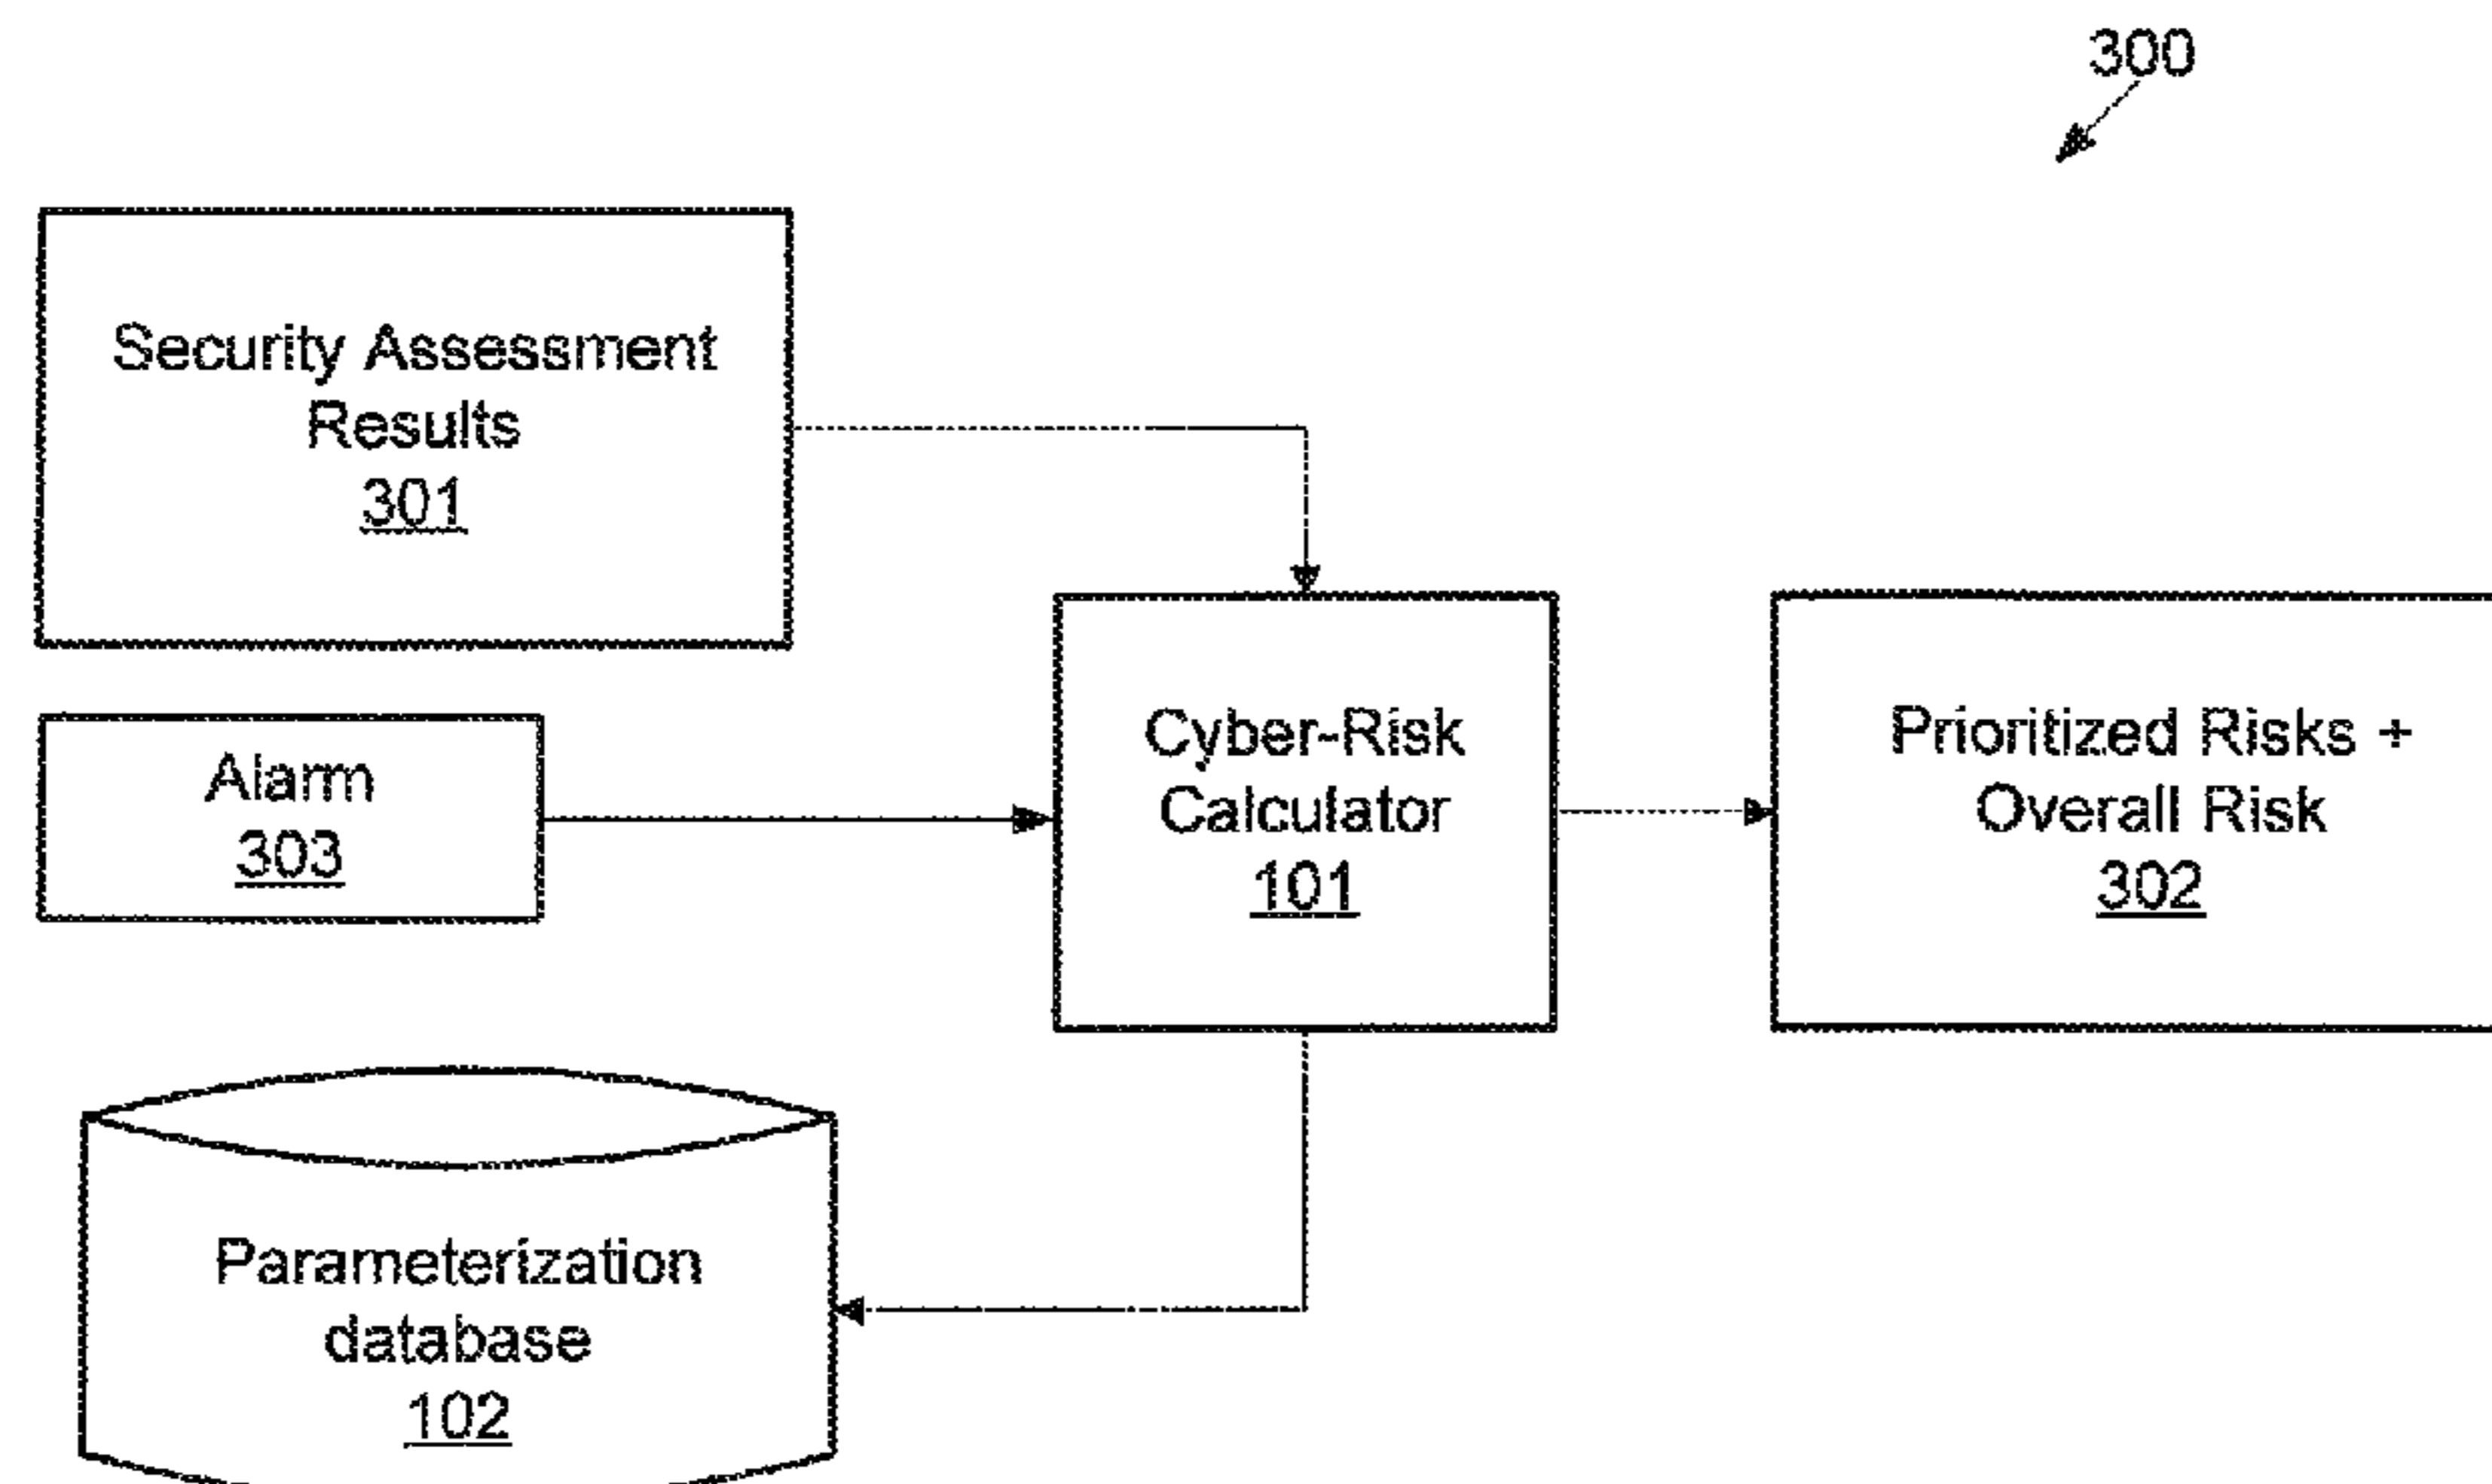 300
Security Assessment
Results
301
Alarm
303
Cyber-Risk
Calculator
101
Prioritized Risks +
Overall Risk
302
Parameterization
database
102